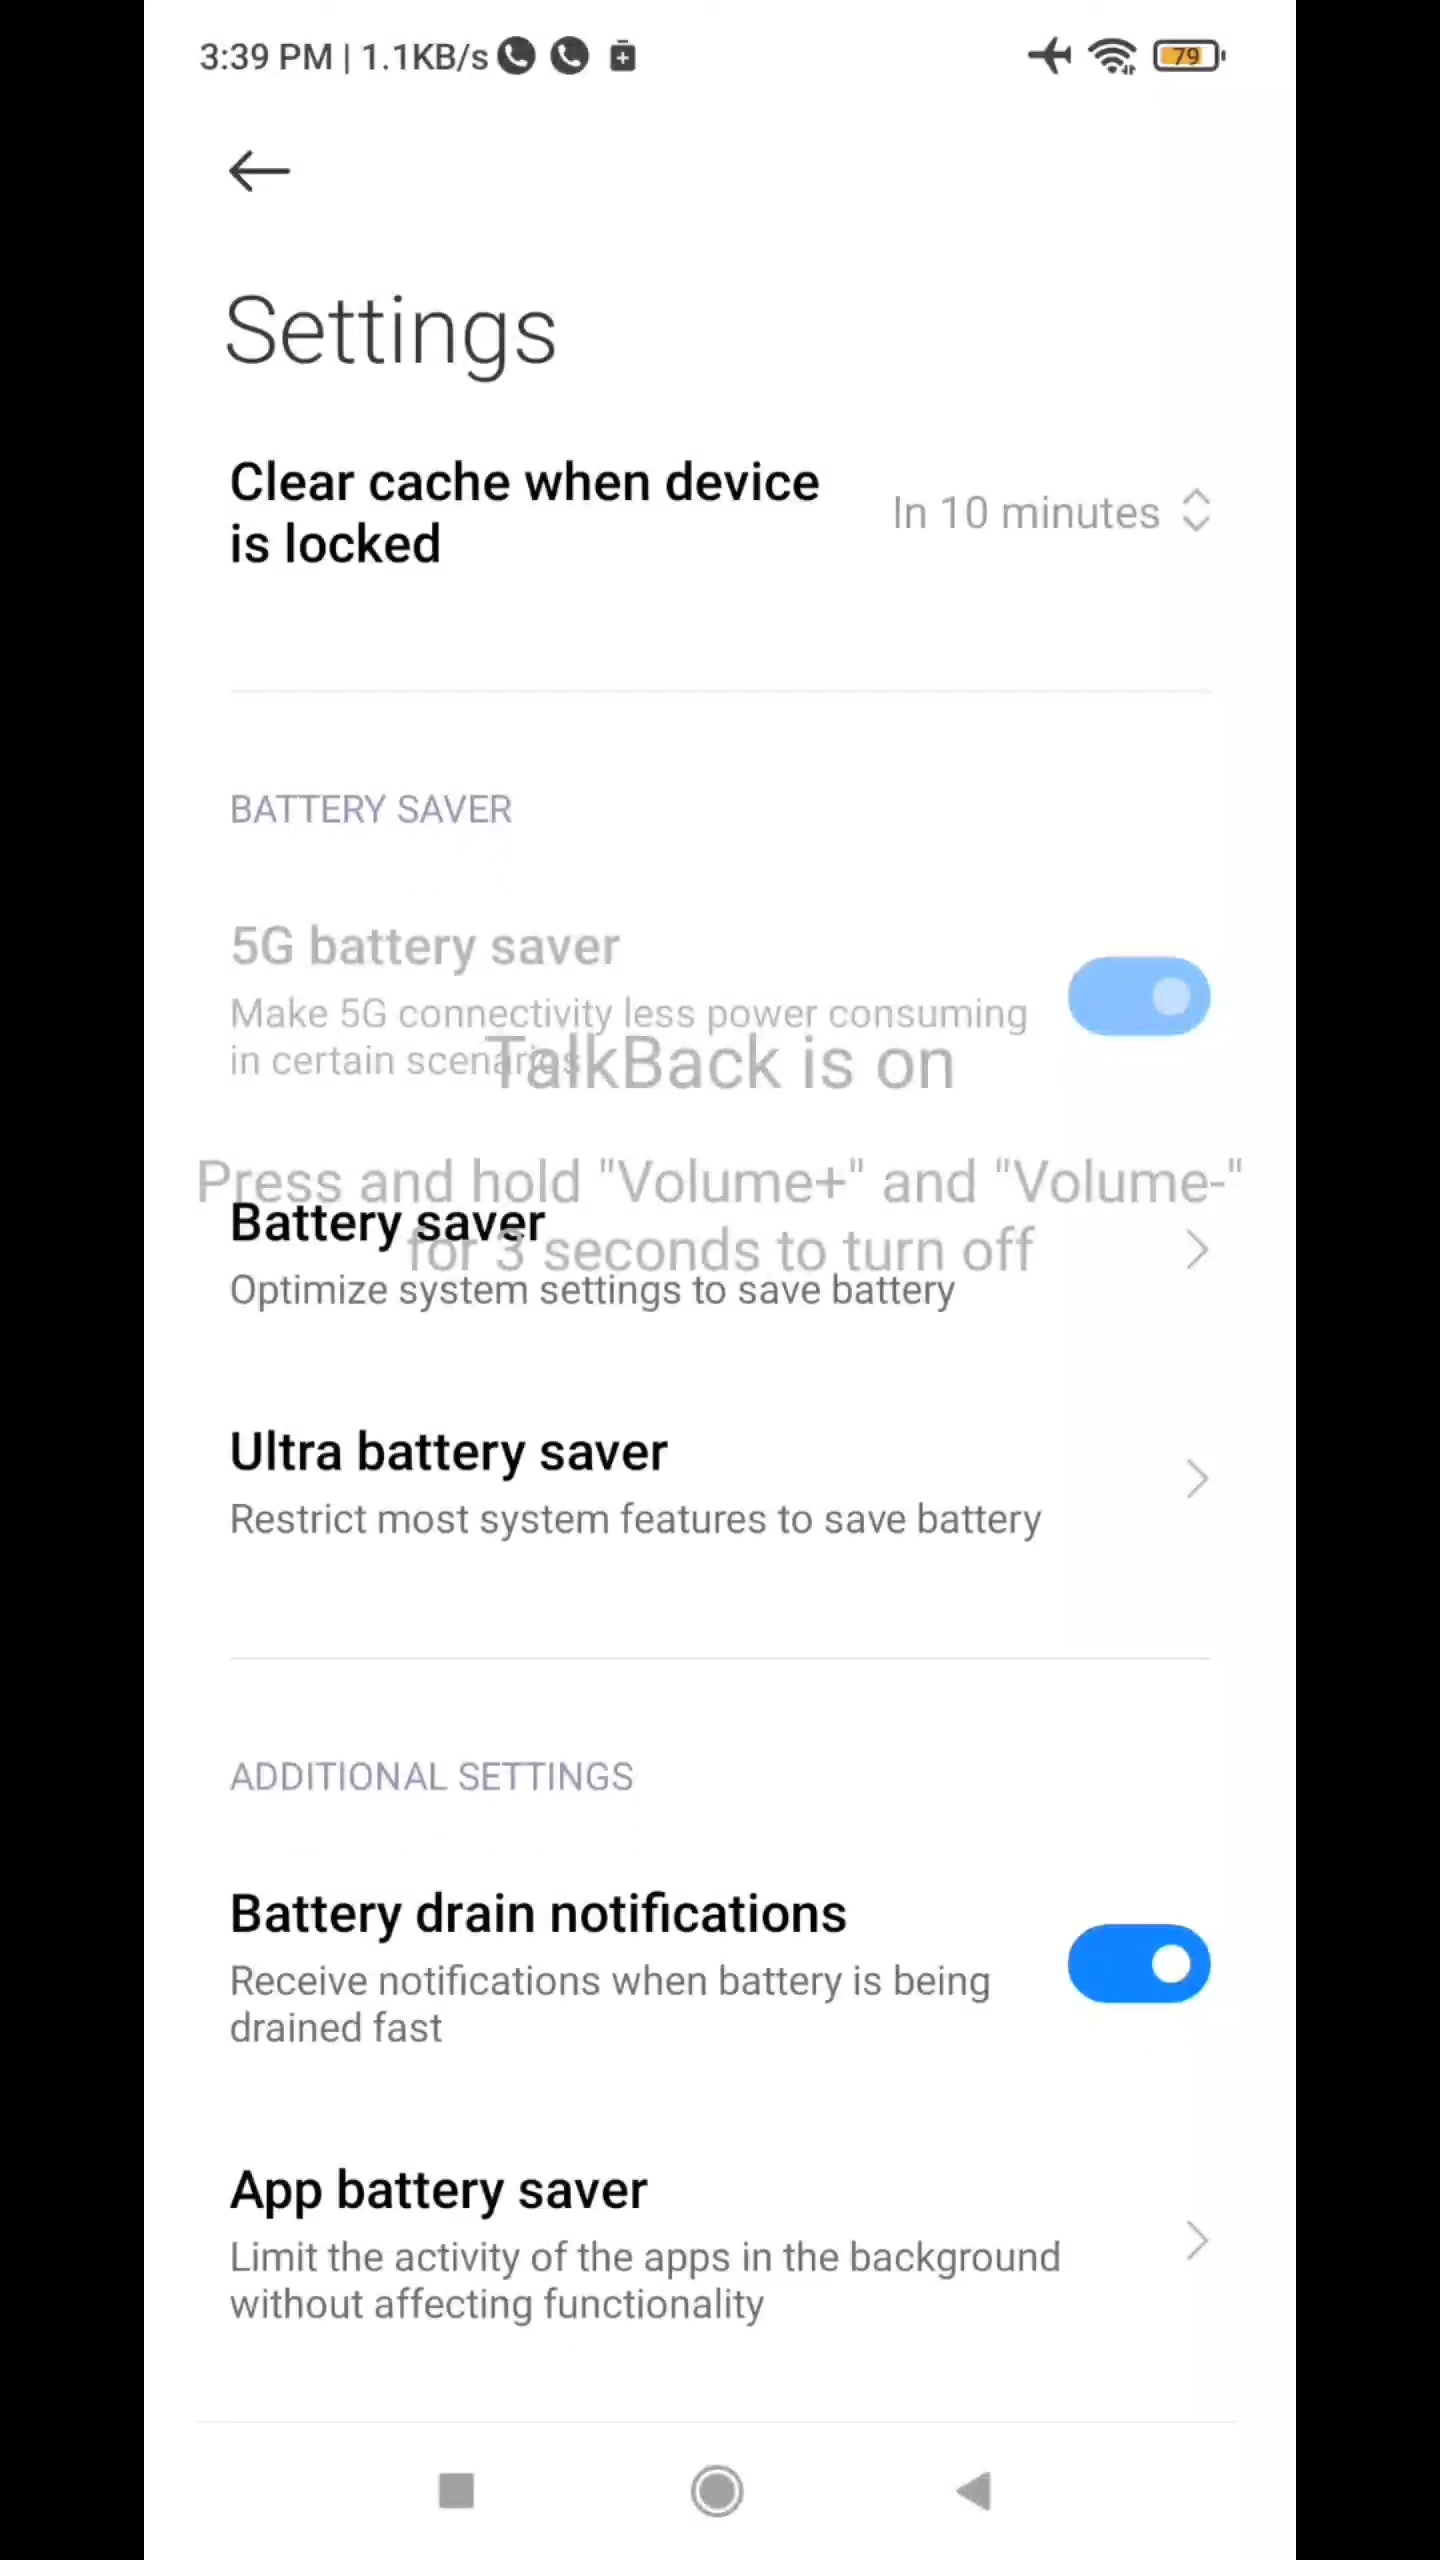 3:39 PM | 1.1KB/s
79
Settings
Clear cache when device
is locked
In 10 minutes
BATTERY SAVER
5G battery saver
Make 5G connectivity less power consuming
in certain scenarios
TalkBack is on
Press and hold "Volume+" and "Volume-"
for 3 seconds to turn off
Battery saver
Optimize system settings to save battery
Ultra battery saver
Restrict most system features to save battery
ADDITIONAL SETTINGS
Battery drain notifications
Receive notifications when battery is being
drained fast
App battery saver
Limit the activity of the apps in the background
without affecting functionality